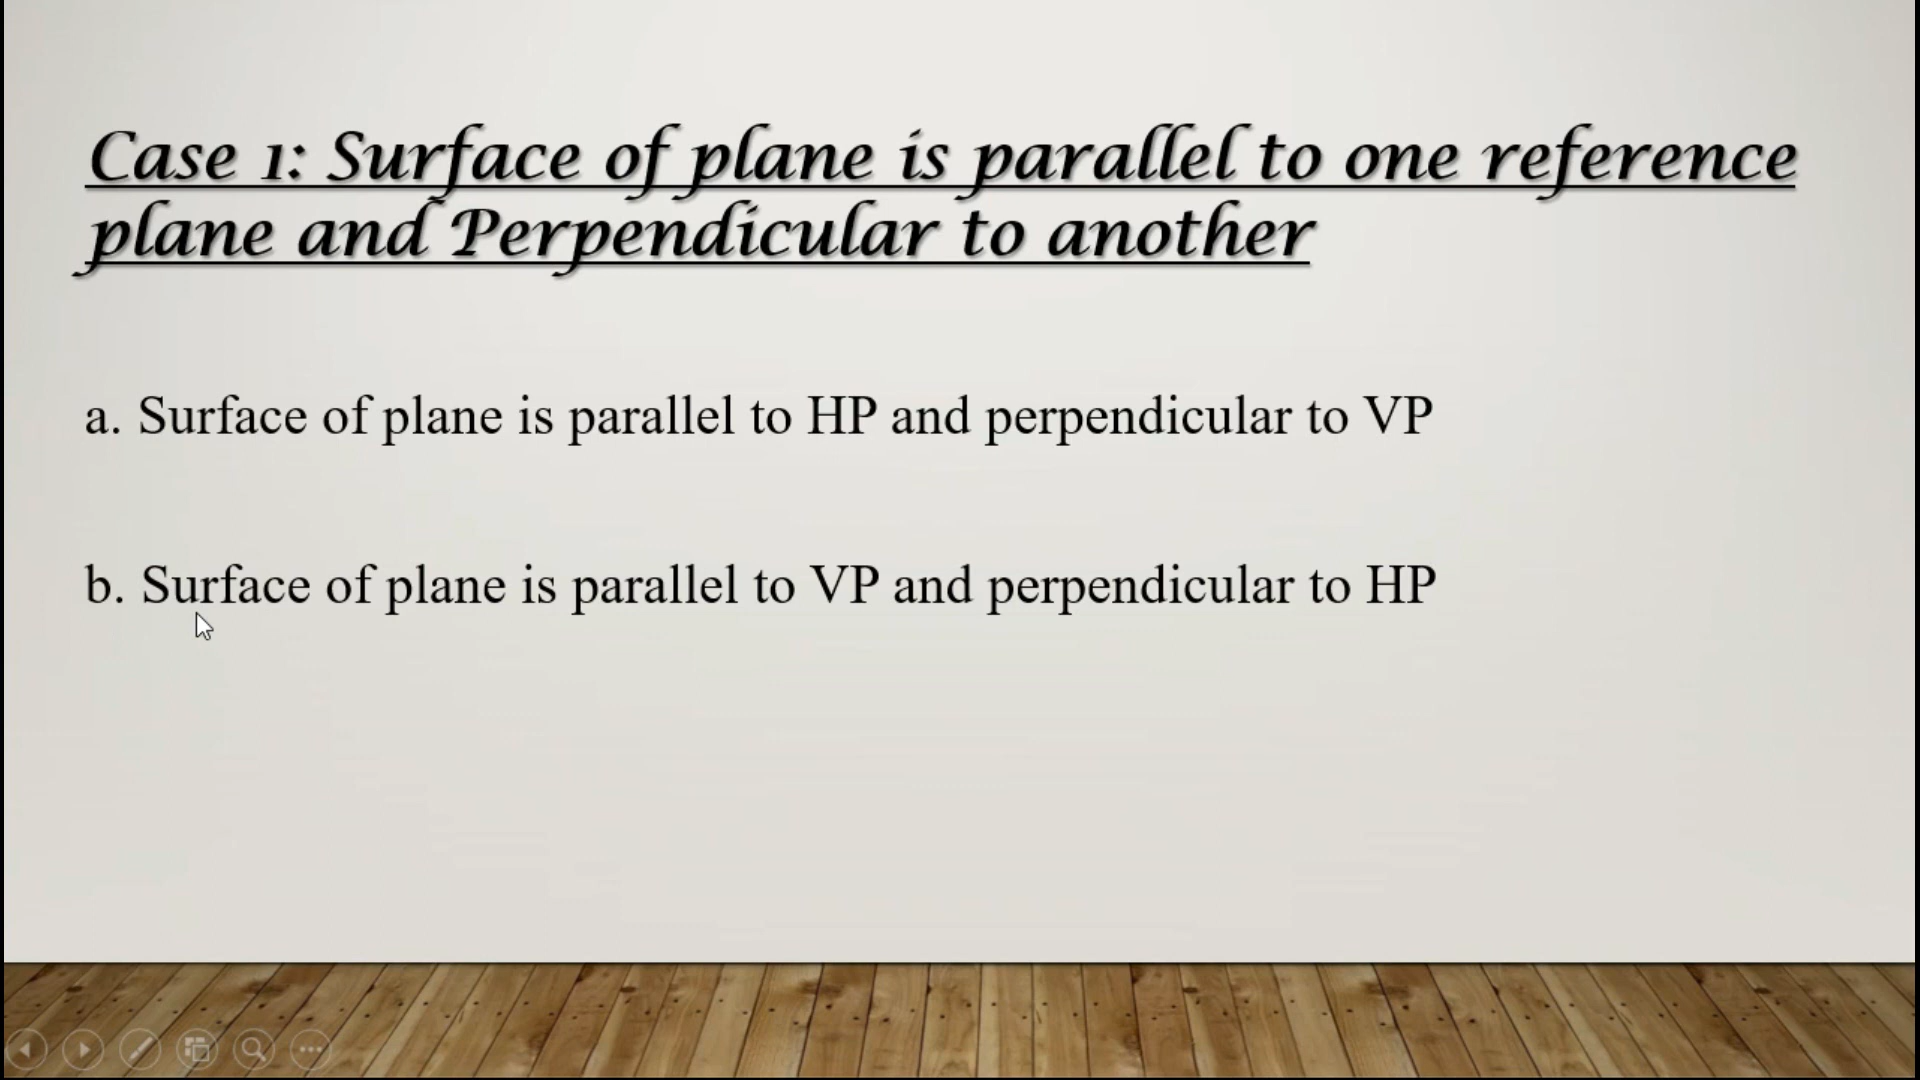 Case 1: Surface of plane is parallel to one reference
plane and Perpendicular to another
a. Surface of plane is parallel to HP and perpendicular to VP
b. Surface of plane is parallel to VP and perpendicular to HP